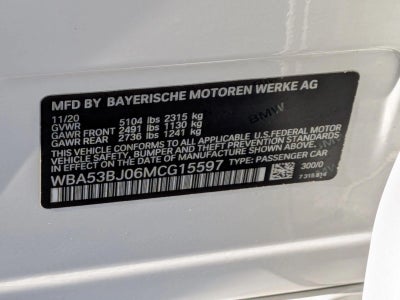 MFD BY BAYERISCHE MOTOREN WERKE AG
11/20
GVWR 5104 lbs 2315 kg
GAWR FRONT 2491 lbs 1130 kg
GAWR REAR 2736 lbs 1241 kg
BMW
THIS VEHICLE CONFORMS TO ALL APPLICABLE U.S.FEDERAL MOTOR
VEHICLE SAFETY, BUMPER, AND THEFT PREVENTION STANDARDS
IN EFFECT ON THE DATE OF MANUFACTURE SHOWN ABOVE.
WBA53BJ06MCG15597 TYPE: PASSENGER CAR
300/0